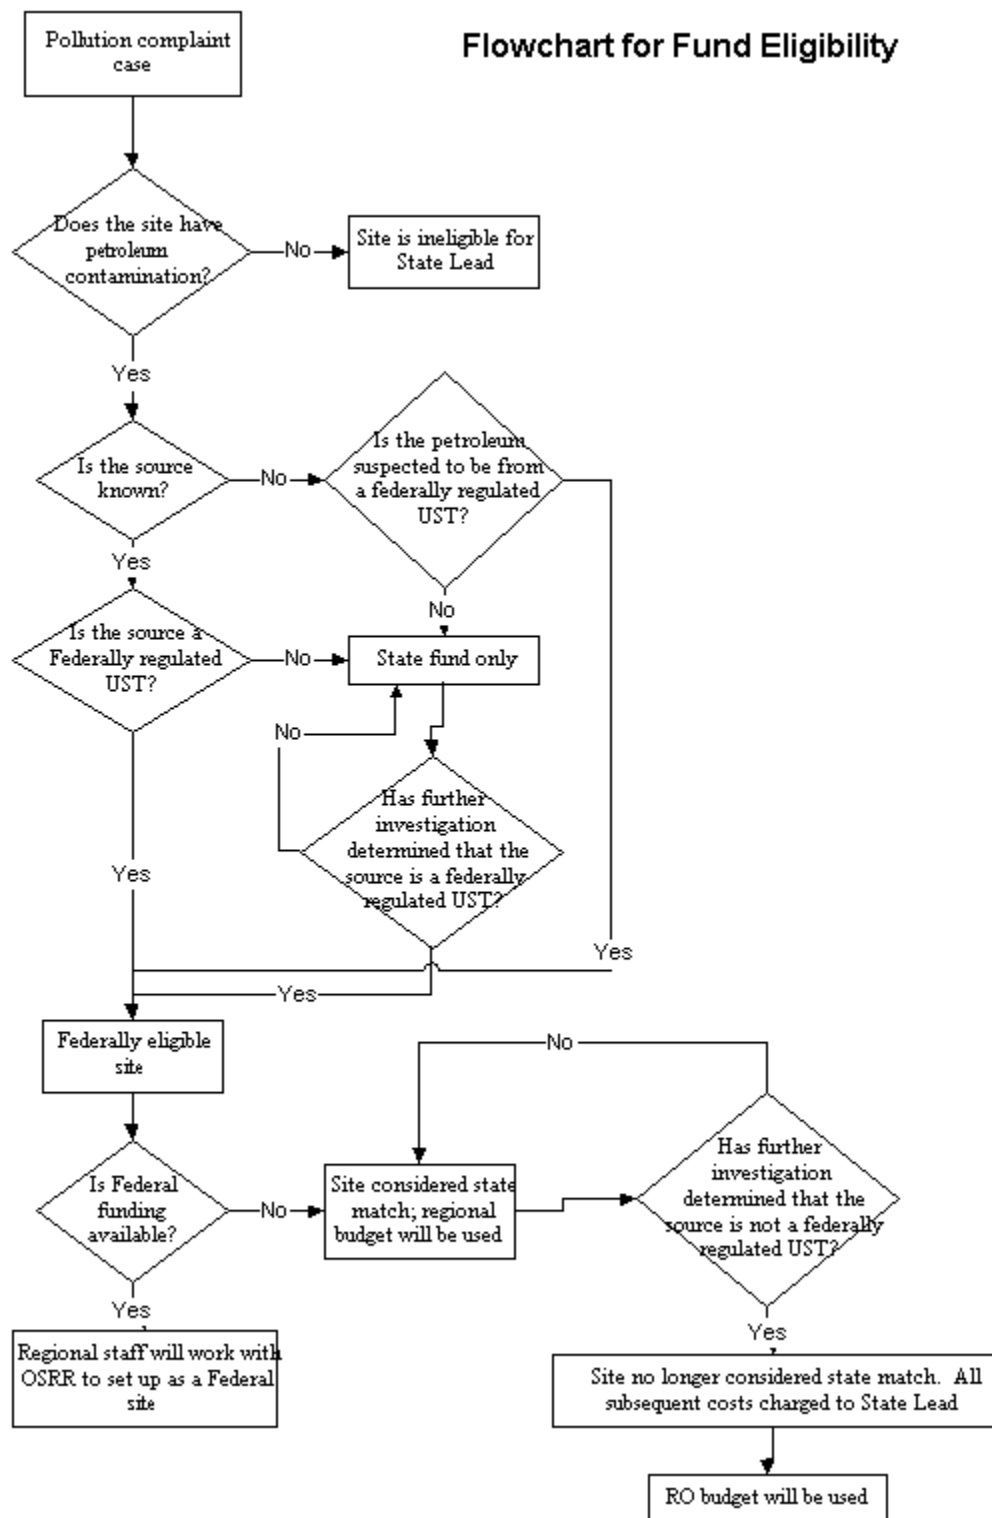 Flowchart for Fund Eligibility
Pollution complaint
case
Does the site have
petroleum
contamination?
No
Site is ineligible for
State Lead
Yes
Is the source
known?
No
Is the petroleum
suspected to be from
a federally regulated
UST?
Yes
No
Is the source a
Federally regulated
UST?
No
State fund only
No
Has further
investigation
determined that the
source is a federally
regulated UST?
Yes
Yes
Yes
Federally eligible
site
No
Is Federal
funding
available?
No
Site considered state
match; regional
budget will be used
Has further
investigation
determined that the
source is not a federally
regulated UST?
Yes
Yes
Regional staff will work with
OSRR to set up as a Federal
site
Site no longer considered state match. All
subsequent costs charged to State Lead
RO budget will be used